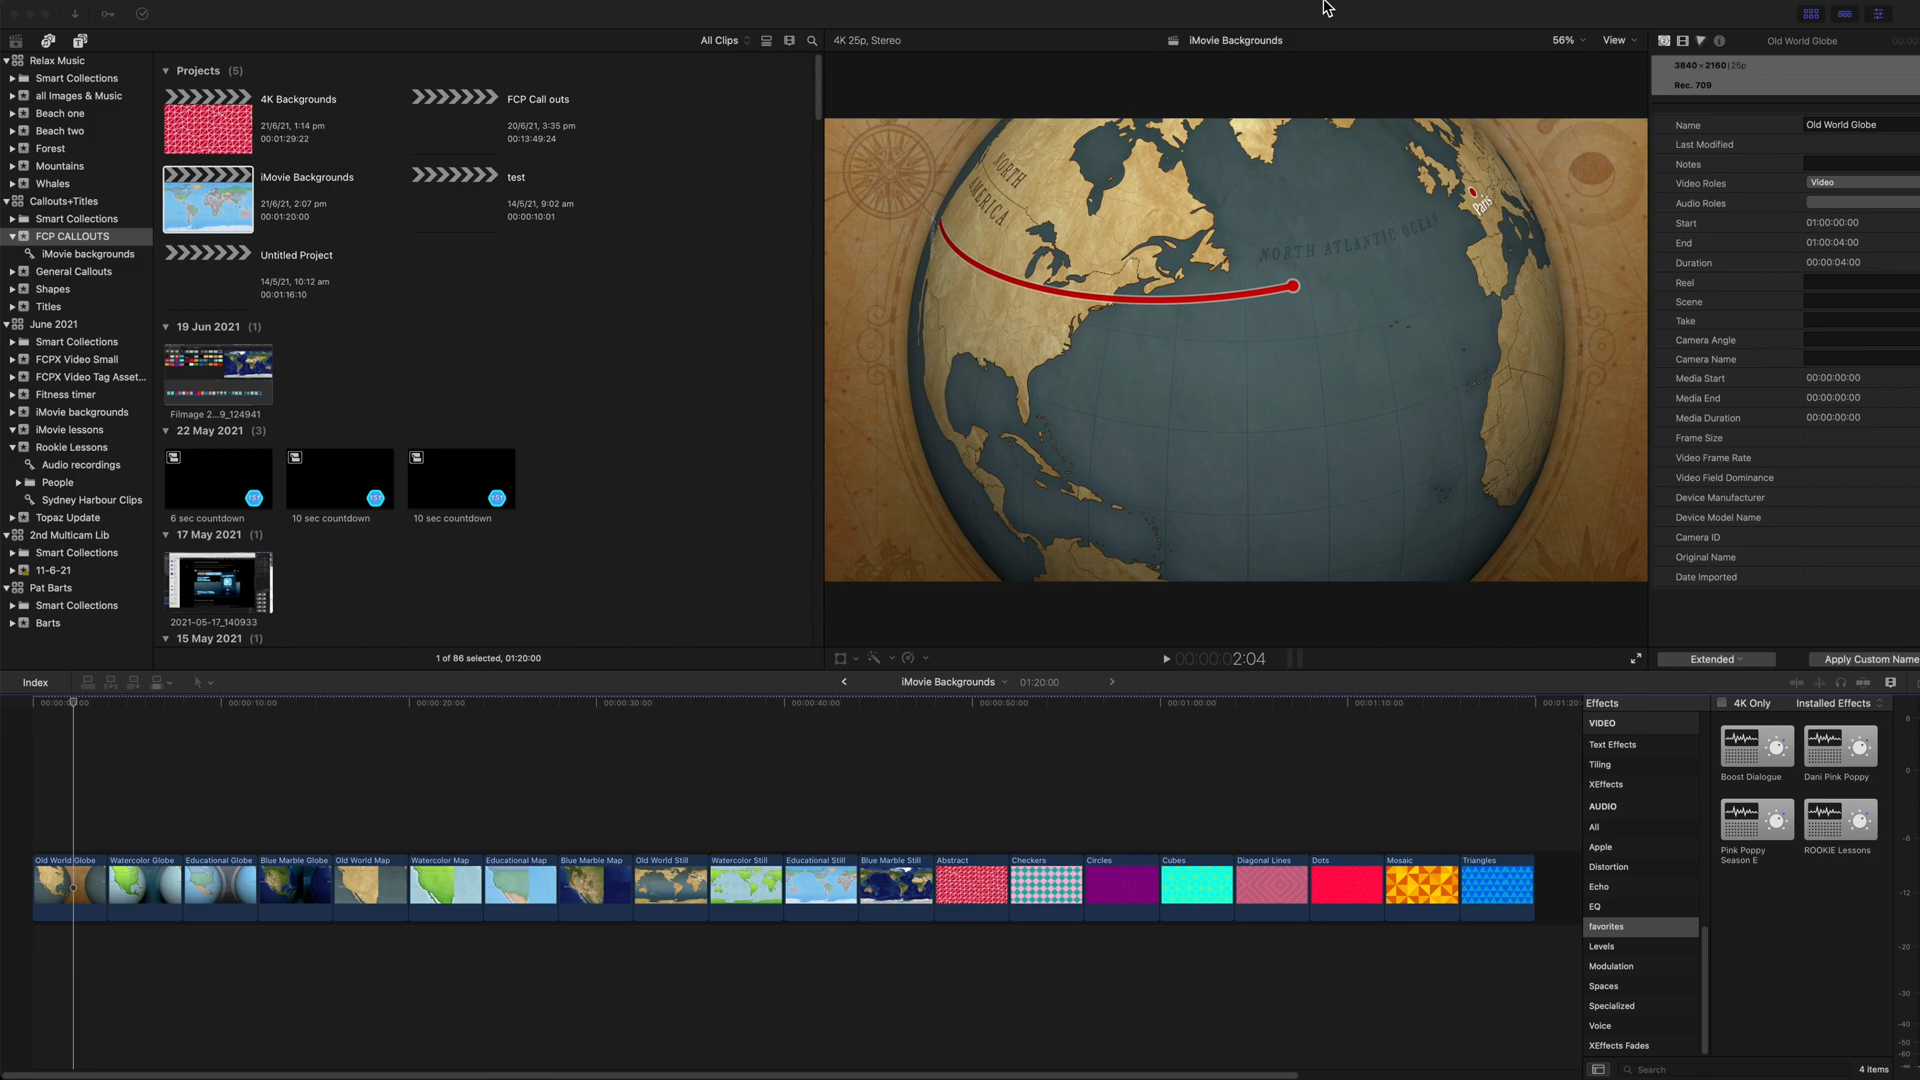 All Clips
4K 25p, Stereo
iMovie Backgrounds
56%
View
Old World Globe
Relax Music
Smart Collections
all Images & Music
Beach one
Beach two
Forest
Mountains
Whales
Callouts+Titles
Smart Collections
FCP CALLOUTS
iMovie backgrounds
General Callouts
Shapes
Titles
June 2021
Smart Collections
FCPX Video Small
FCPX Video Tag Asset...
Fitness timer
iMovie backgrounds
iMovie lessons
Rookie Lessons
Audio recordings
People
Sydney Harbour Clips
Topaz Update
2nd Multicam Lib
Smart Collections
11-6-21
Pat Barts
Smart Collections
Barts
Projects (5)
4K Backgrounds
21/6/21, 1:14 pm
00:01:29:22
FCP Call outs
20/6/21, 3:35 pm
00:13:49:24
iMovie Backgrounds
21/6/21, 2:07 pm
00:01:20:00
test
14/5/21, 9:02 am
00:00:10:01
Untitled Project
14/5/21, 10:12 am
00:01:16:10
19 Jun 2021 (1)
Filmage 2...9_124941
22 May 2021 (3)
151
151
151
6 sec countdown
10 sec countdown
10 sec countdown
17 May 2021 (1)
2021-05-17_140933
15 May 2021 (1)
1 of 86 selected, 01:20:00
NORTH
AMERICA
NORTH ATLANTIC OCEAN
Paris
00:00:02:04
3840 × 2160 | 25p
Rec. 709
Name
Old World Globe
Last Modified
Notes
Video Roles
Video
Audio Roles
Start
01:00:00:00
End
01:00:04:00
Duration
00:00:04:00
Reel
Scene
Take
Camera Angle
Camera Name
Media Start
00:00:00:00
Media End
00:00:00:00
Media Duration
00:00:00:00
Frame Size
Video Frame Rate
Video Field Dominance
Device Manufacturer
Device Model Name
Camera ID
Original Name
Date Imported
Extended
Apply Custom Name
Index
iMovie Backgrounds
01:20:00
00:00:10:00
00:00:20:00
00:00:30:00
00:00:40:00
00:00:50:00
00:01:00:00
00:01:10:00
00:01:20
Old World Globe
Watercolor Globe
Educational Globe
Blue Marble Globe
Old World Map
Watercolor Map
Educational Map
Blue Marble Map
Old World Still
Watercolor Still
Educational Still
Blue Marble Still
Abstract
Checkers
Circles
Cubes
Diagonal Lines
Dots
Mosaic
Triangles
Effects
4K Only
Installed Effects
VIDEO
Text Effects
Tiling
XEffects
AUDIO
All
Apple
Distortion
Echo
EQ
favorites
Levels
Modulation
Spaces
Specialized
Voice
XEffects Fades
Boost Dialogue
Dani Pink Poppy
Pink Poppy
Season E
ROOKIE Lessons
Search
4 items
6
0
-6
-12
-20
-30
-40
-50
-60